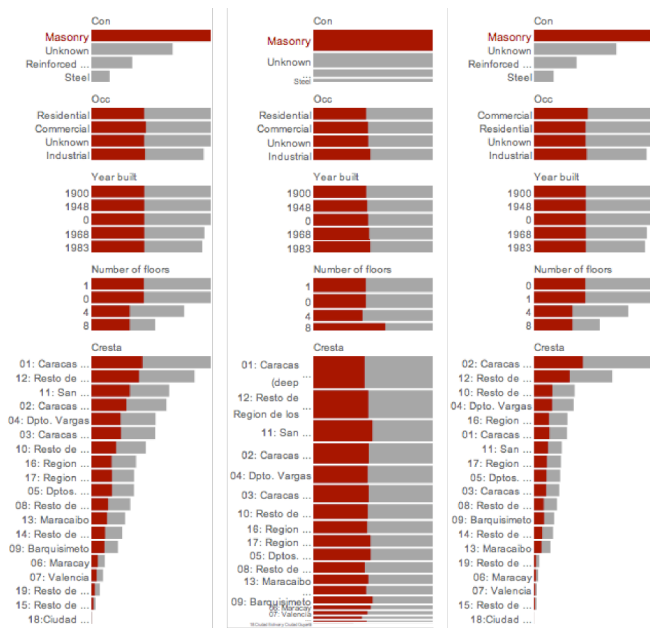 Con
Masonry
Unknown
Reinforced ...
Steel
Occ
Residential
Commercial
Unknown
Industrial
Year built
1900
1948
0
1968
1983
Number of floors
1
0
4
8
Cresta
01: Caracas ...
12: Resto de ...
11: San ...
02: Caracas ...
04: Dpto. Vargas
03: Caracas ...
10: Resto de ...
16: Region ...
17: Region ...
05: Dptos. ...
08: Resto de ...
13: Maracaibo
14: Resto de ...
09: Barquisimeto
06: Maracay
07: Valencia
19: Resto de ...
15: Resto de ...
18:Ciudad ...
Con
Masonry
Unknown
...
Steel
Occ
Residential
Commercial
Unknown
Industrial
Year built
1900
1948
0
1968
1983
Number of floors
1
0
4
8
Cresta
01: Caracas ...
(deep
12: Resto de ...
Region de los
11: San ...
02: Caracas ...
04: Dpto. Vargas
03: Caracas ...
10: Resto de ...
16: Region ...
17: Region ...
05: Dptos. ...
08: Resto de ...
13: Maracaibo ...
...
09: Barquisimeto
06: Maracay
07: Valencia
...
Con
Masonry
Unknown
Reinforced ...
Steel
Occ
Commercial
Residential
Unknown
Industrial
Year built
1900
1948
0
1968
1983
Number of floors
0
1
4
8
Cresta
02: Caracas ...
12: Resto de ...
10: Resto de ...
04: Dpto. Vargas
16: Region ...
01: Caracas ...
11: San ...
17: Region ...
05: Dptos. ...
03: Caracas ...
08: Resto de ...
09: Barquisimeto
14: Resto de ...
13: Maracaibo
19: Resto de ...
06: Maracay
07: Valencia
15: Resto de ...
18:Ciudad ...